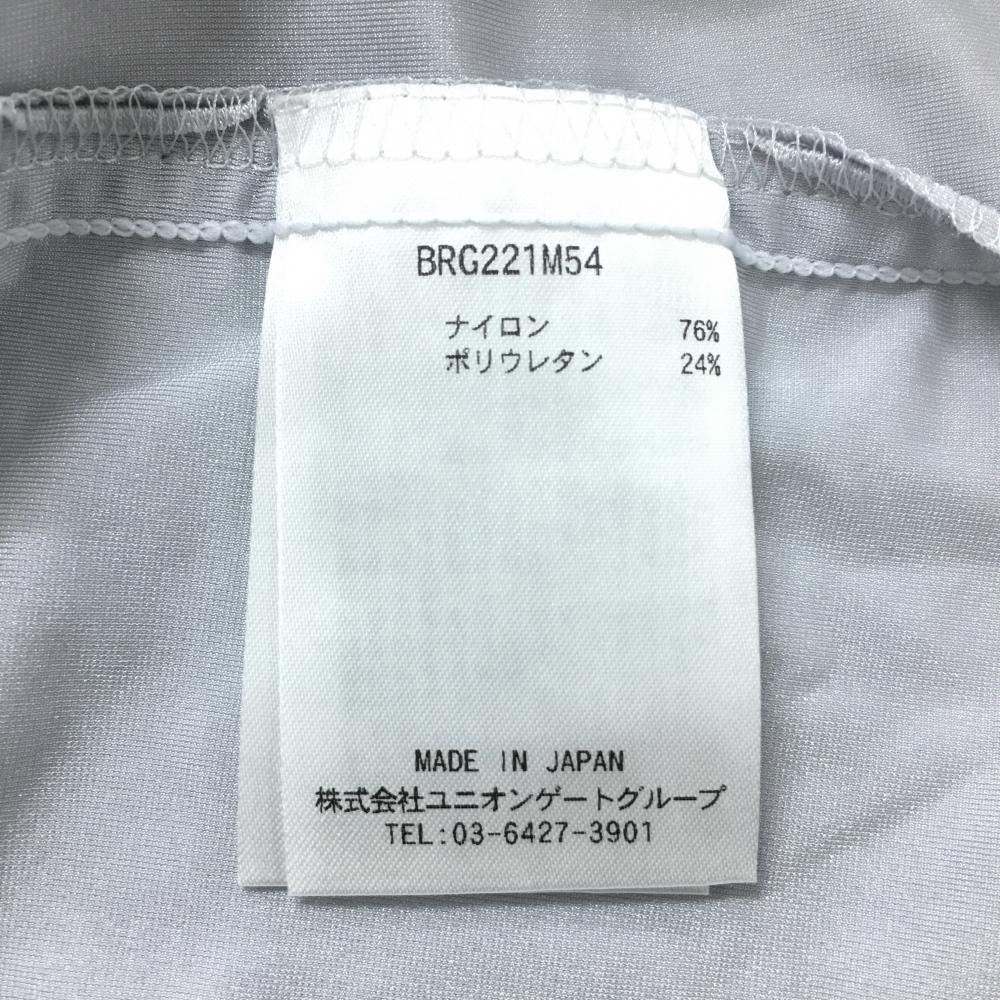 BRG221M54
ナイロン 76%
ポリウレタン 24%
MADE IN JAPAN
株式会社ユニオンゲートグループ
TEL:03-6427-3901